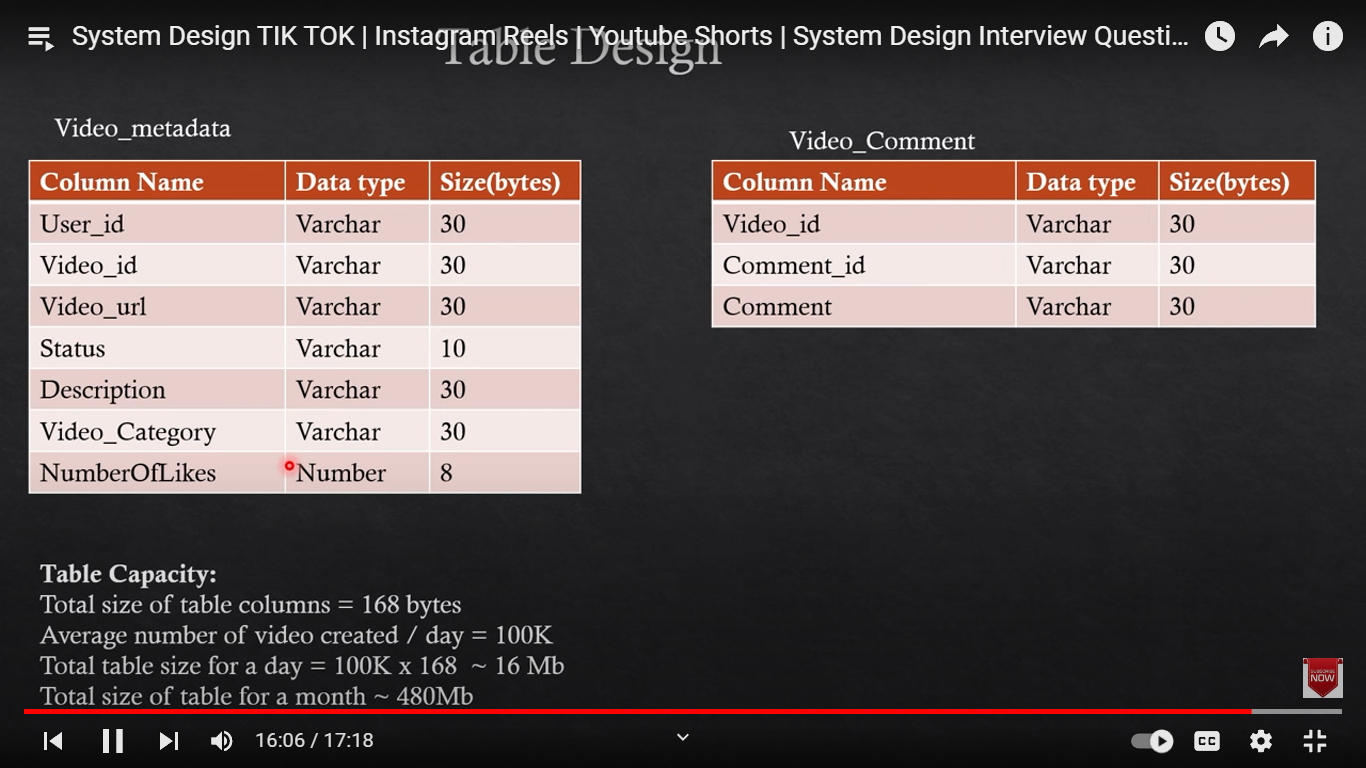 System Design TIK TOK | Instagram Reels | Youtube Shorts | System Design Interview Questi...
Table Design
Video_metadata
Column Name Data type Size(bytes)
User_id Varchar 30
Video_id Varchar 30
Video_url Varchar 30
Status Varchar 10
Description Varchar 30
Video_Category Varchar 30
NumberOfLikes Number 8
Video_Comment
Column Name Data type Size(bytes)
Video_id Varchar 30
Comment_id Varchar 30
Comment Varchar 30
Table Capacity:
Total size of table columns = 168 bytes
Average number of video created / day = 100K
Total table size for a day = 100K x 168 ~ 16 Mb
Total size of table for a month ~ 480Mb
SUBSCRIBE
NOW
16:06 / 17:18
CC